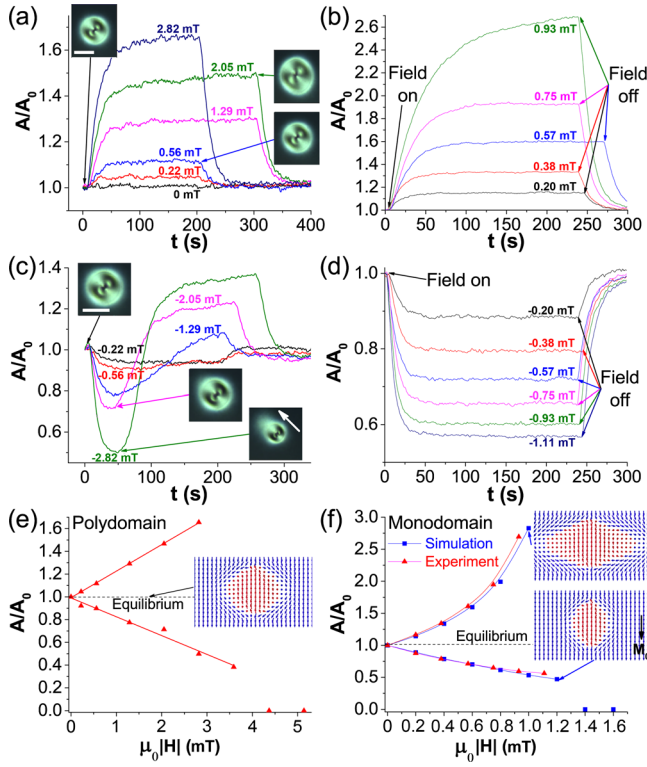 (a)
A/A0
1.6
1.4
1.2
1.0
2.82 mT
2.05 mT
1.29 mT
0.56 mT
0.22 mT
0 mT
0 100 200 300 400
t (s)
(b)
A/A0
2.6
2.4
2.2
2.0
1.8
1.6
1.4
1.2
1.0
Field
on
0.93 mT
Field
off
0.75 mT
0.57 mT
0.38 mT
0.20 mT
0 50 100 150 200 250 300
t (s)
(c)
A/A0
1.4
1.2
1.0
0.8
0.6
-2.05 mT
-1.29 mT
-0.22 mT
-0.56 mT
-2.82 mT
0 100 200 300
t (s)
(d)
A/A0
1.0
0.8
0.6
Field on
-0.20 mT
-0.38 mT
-0.57 mT
Field
off
-0.75 mT
-0.93 mT
-1.11 mT
0 50 100 150 200 250 300
t (s)
(e) Polydomain
A/A0
1.6
1.4
1.2
1.0
0.8
0.6
0.4
0.2
0.0
Equilibrium
0 1 2 3 4 5
μ0|H| (mT)
(f) Monodomain
Simulation
Experiment
A/A0
3.0
2.5
2.0
1.5
1.0
0.5
0.0
Equilibrium
0.0 0.4 0.8 1.2 1.6
μ0|H| (mT)